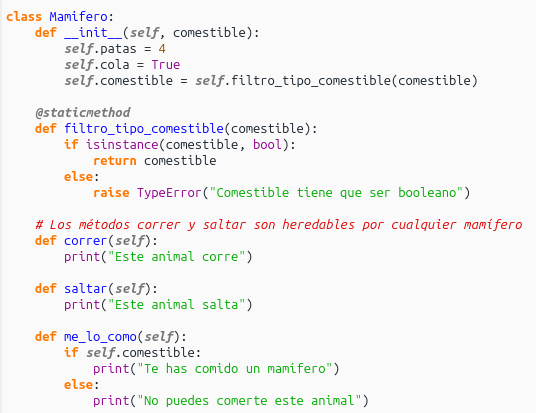 class Mamifero:
    def __init__(self, comestible):
        self.patas = 4
        self.cola = True
        self.comestible = self.filtro_tipo_comestible(comestible)

    @staticmethod
    def filtro_tipo_comestible(comestible):
        if isinstance(comestible, bool):
            return comestible
        else:
            raise TypeError("Comestible tiene que ser booleano")

    # Los métodos correr y saltar son heredables por cualquier mamífero
    def correr(self):
        print("Este animal corre")

    def saltar(self):
        print("Este animal salta")

    def me_lo_como(self):
        if self.comestible:
            print("Te has comido un mamífero")
        else:
            print("No puedes comerte este animal")